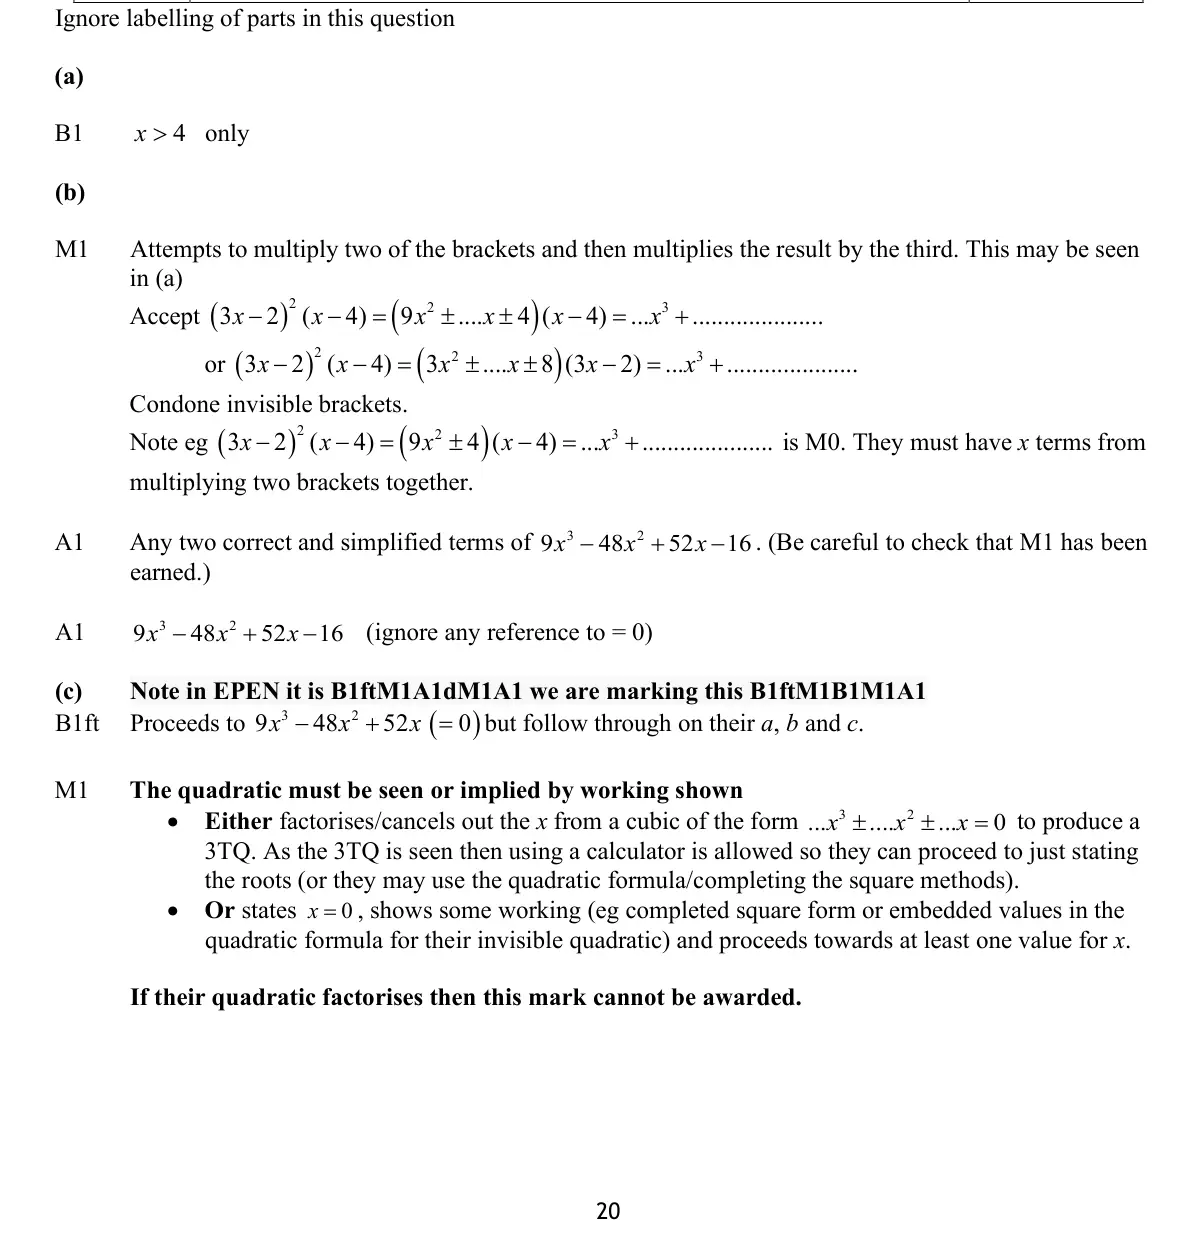 Ignore labelling of parts in this question
(a)
B1 x > 4 only
(b)
M1 Attempts to multiply two of the brackets and then multiplies the result by the third. This may be seen
in (a)
Accept (3x − 2)² (x − 4) = (9x² ± ....x ± 4)(x − 4) = ...x³ + .....................
or (3x − 2)² (x − 4) = (3x² ± ....x ± 8)(3x − 2) = ...x³ + .....................
Condone invisible brackets.
Note eg (3x − 2)² (x − 4) = (9x² ± 4)(x − 4) = ...x³ + ..................... is M0. They must have x terms from
multiplying two brackets together.
A1 Any two correct and simplified terms of 9x³ − 48x² + 52x − 16. (Be careful to check that M1 has been
earned.)
A1 9x³ − 48x² + 52x − 16 (ignore any reference to = 0)
(c) Note in EPEN it is B1ftM1A1dM1A1 we are marking this B1ftM1B1M1A1
B1ft Proceeds to 9x³ − 48x² + 52x (= 0) but follow through on their a, b and c.
M1 The quadratic must be seen or implied by working shown
• Either factorises/cancels out the x from a cubic of the form ...x³ ± ....x² ± ...x = 0 to produce a
3TQ. As the 3TQ is seen then using a calculator is allowed so they can proceed to just stating
the roots (or they may use the quadratic formula/completing the square methods).
• Or states x = 0, shows some working (eg completed square form or embedded values in the
quadratic formula for their invisible quadratic) and proceeds towards at least one value for x.
If their quadratic factorises then this mark cannot be awarded.
20